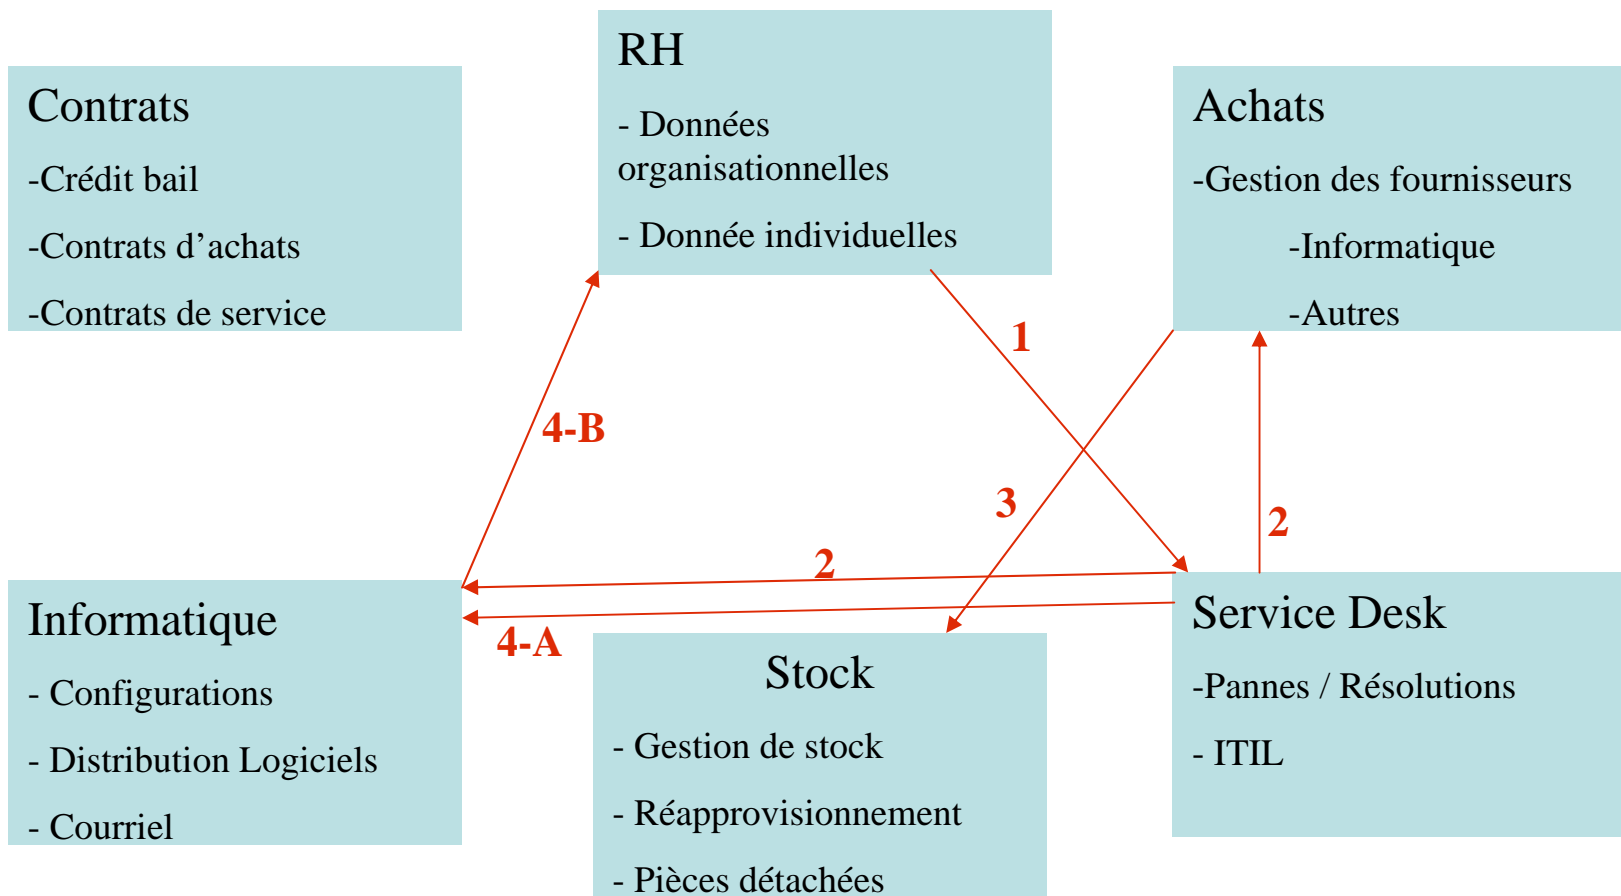 RH
- Données
organisationnelles
- Donnée individuelles
Contrats
-Crédit bail
-Contrats d’achats
-Contrats de service
Achats
-Gestion des fournisseurs
-Informatique
-Autres
1
4-B
3
2
2
4-A
Informatique
- Configurations
- Distribution Logiciels
- Courriel
Stock
- Gestion de stock
- Réapprovisionnement
- Pièces détachées
Service Desk
-Pannes / Résolutions
- ITIL